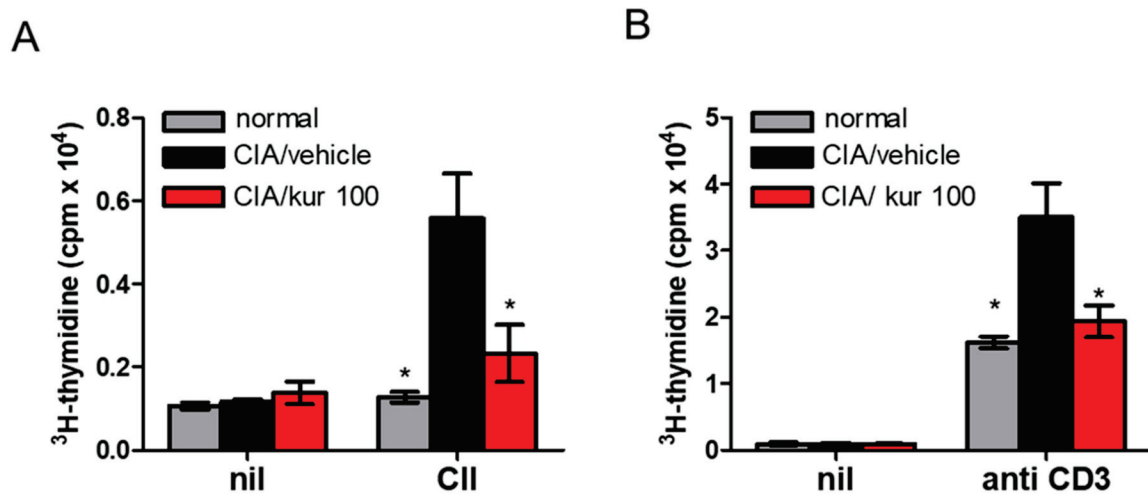 A
³H-thymidine (cpm x 10⁴)
0.8
0.6
0.4
0.2
0.0
normal
CIA/vehicle
CIA/kur 100
*
*
nil
CII
B
³H-thymidine (cpm x 10⁴)
5
4
3
2
1
0
normal
CIA/vehicle
CIA/ kur 100
*
*
nil
anti CD3